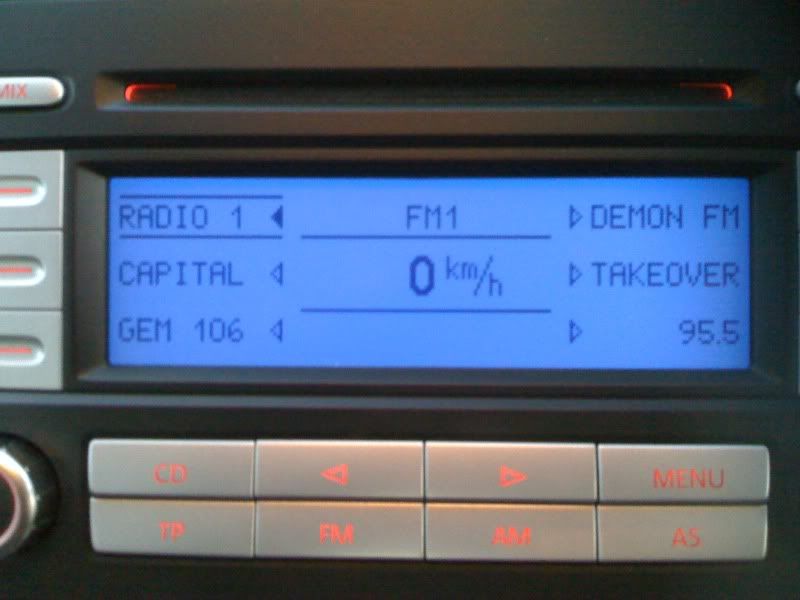 MIX
RADIO 1 FM1 DEMON FM
CAPITAL 0 km/h TAKEOVER
GEM 106 95.5
CD MENU
TP FM AM AS